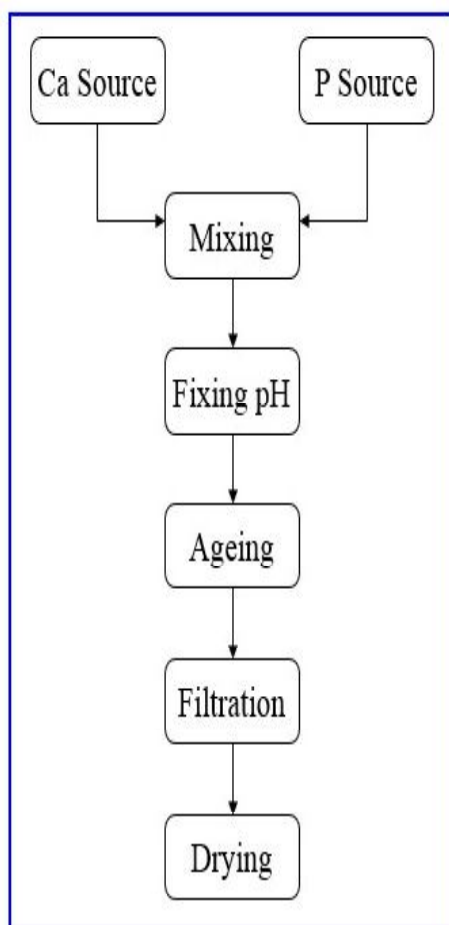 Ca Source
P Source
Mixing
Fixing pH
Ageing
Filtration
Drying